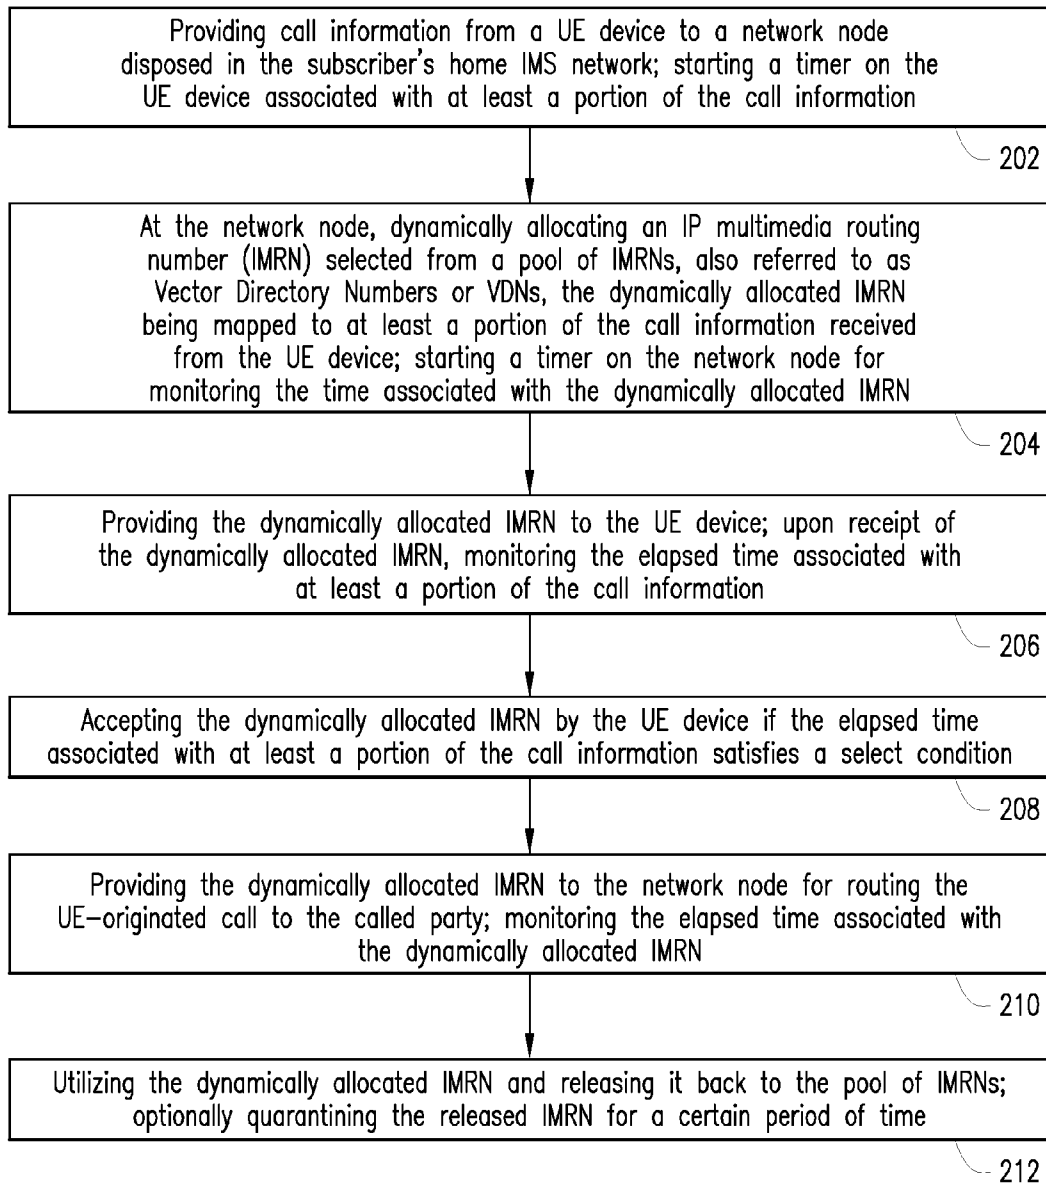 Providing call information from a UE device to a network node
disposed in the subscriber's home IMS network; starting a timer on the
UE device associated with at least a portion of the call information
202
At the network node, dynamically allocating an IP multimedia routing
number (IMRN) selected from a pool of IMRNs, also referred to as
Vector Directory Numbers or VDNs, the dynamically allocated IMRN
being mapped to at least a portion of the call information received
from the UE device; starting a timer on the network node for
monitoring the time associated with the dynamically allocated IMRN
204
Providing the dynamically allocated IMRN to the UE device; upon receipt of
the dynamically allocated IMRN, monitoring the elapsed time associated with
at least a portion of the call information
206
Accepting the dynamically allocated IMRN by the UE device if the elapsed time
associated with at least a portion of the call information satisfies a select condition
208
Providing the dynamically allocated IMRN to the network node for routing the
UE-originated call to the called party; monitoring the elapsed time associated with
the dynamically allocated IMRN
210
Utilizing the dynamically allocated IMRN and releasing it back to the pool of IMRNs;
optionally quarantining the released IMRN for a certain period of time
212